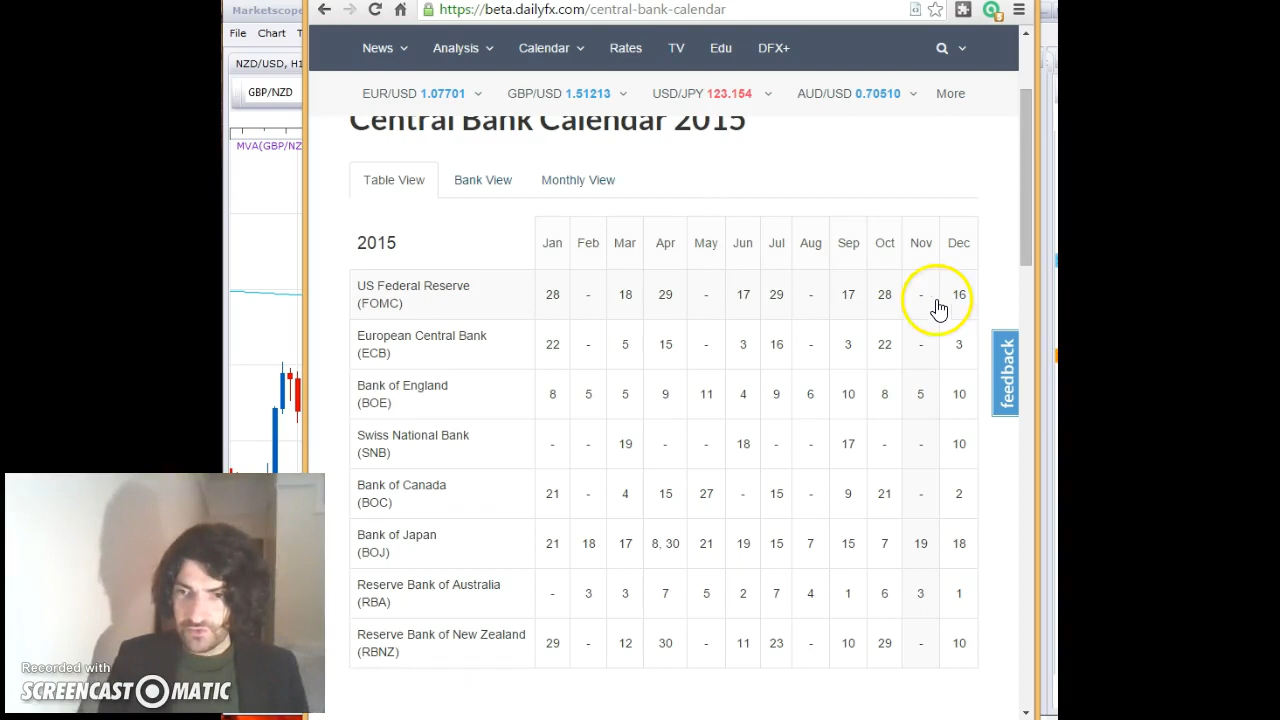 Marketscope
https://beta.dailyfx.com/central-bank-calendar
File Chart
NZD/USD, H1
GBP/NZD
MVA(GBP/NZ
News Analysis Calendar Rates TV Edu DFX+
EUR/USD 1.07701 GBP/USD 1.51213 USD/JPY 123.154 AUD/USD 0.70510 More
Central Bank Calendar 2015
Table View Bank View Monthly View
2015 Jan Feb Mar Apr May Jun Jul Aug Sep Oct Nov Dec
US Federal Reserve
(FOMC) 28 - 18 29 - 17 29 - 17 28 - 16
European Central Bank
(ECB) 22 - 5 15 - 3 16 - 3 22 - 3
Bank of England
(BOE) 8 5 5 9 11 4 9 6 10 8 5 10
Swiss National Bank
(SNB) - - 19 - - 18 - - 17 - - 10
Bank of Canada
(BOC) 21 - 4 15 27 - 15 - 9 21 - 2
Bank of Japan
(BOJ) 21 18 17 8, 30 21 19 15 7 15 7 19 18
Reserve Bank of Australia
(RBA) - 3 3 7 5 2 7 4 1 6 3 1
Reserve Bank of New Zealand
(RBNZ) 29 - 12 30 - 11 23 - 10 29 - 10
feedback
Recorded with
SCREENCAST MATIC